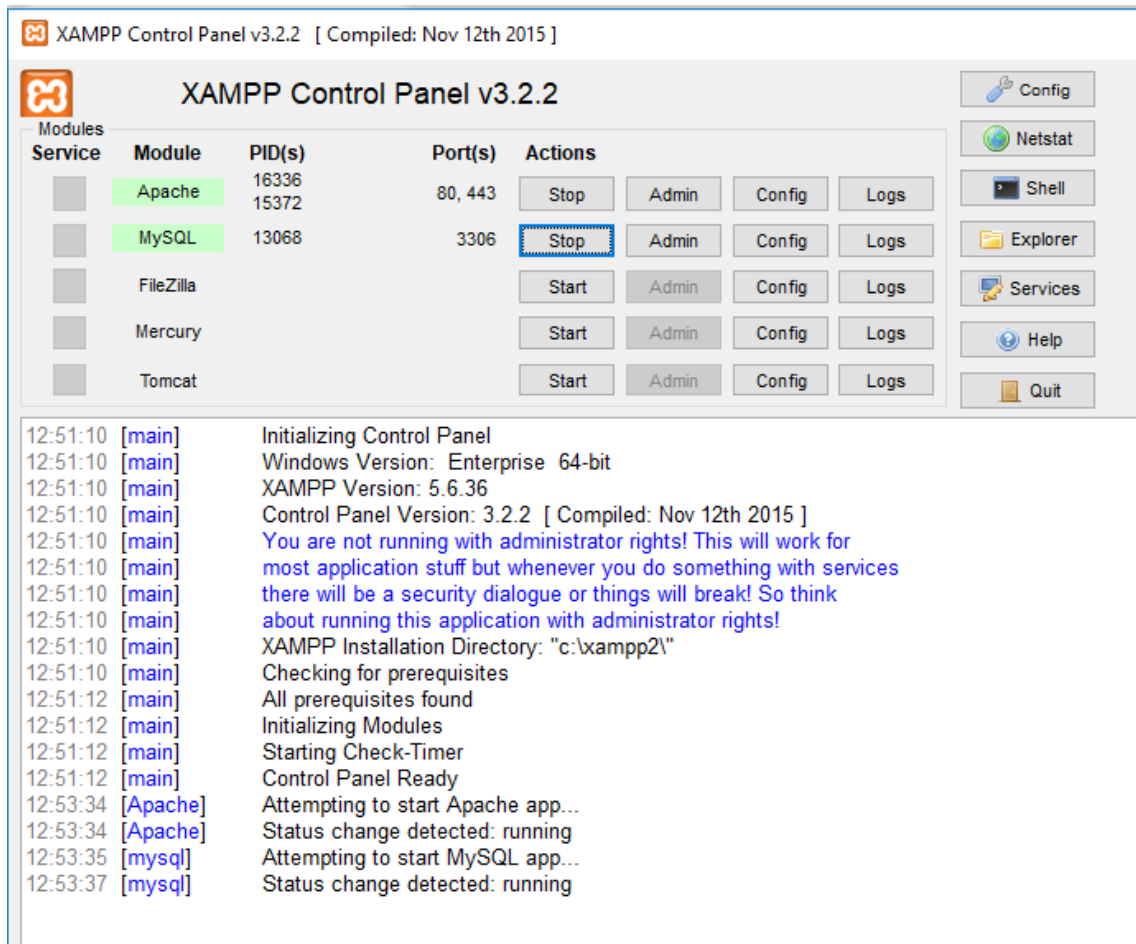 XAMPP Control Panel v3.2.2 [ Compiled: Nov 12th 2015 ]
XAMPP Control Panel v3.2.2
Config
Modules
Service Module PID(s) Port(s) Actions
Netstat
Apache 16336 15372 80, 443 Stop Admin Config Logs
Shell
MySQL 13068 3306 Stop Admin Config Logs
Explorer
FileZilla Start Admin Config Logs
Services
Mercury Start Admin Config Logs
Help
Tomcat Start Admin Config Logs
Quit
12:51:10 [main] Initializing Control Panel
12:51:10 [main] Windows Version: Enterprise 64-bit
12:51:10 [main] XAMPP Version: 5.6.36
12:51:10 [main] Control Panel Version: 3.2.2 [ Compiled: Nov 12th 2015 ]
12:51:10 [main] You are not running with administrator rights! This will work for
12:51:10 [main] most application stuff but whenever you do something with services
12:51:10 [main] there will be a security dialogue or things will break! So think
12:51:10 [main] about running this application with administrator rights!
12:51:10 [main] XAMPP Installation Directory: "c:\xampp2\"
12:51:10 [main] Checking for prerequisites
12:51:12 [main] All prerequisites found
12:51:12 [main] Initializing Modules
12:51:12 [main] Starting Check-Timer
12:51:12 [main] Control Panel Ready
12:53:34 [Apache] Attempting to start Apache app...
12:53:34 [Apache] Status change detected: running
12:53:35 [mysql] Attempting to start MySQL app...
12:53:37 [mysql] Status change detected: running